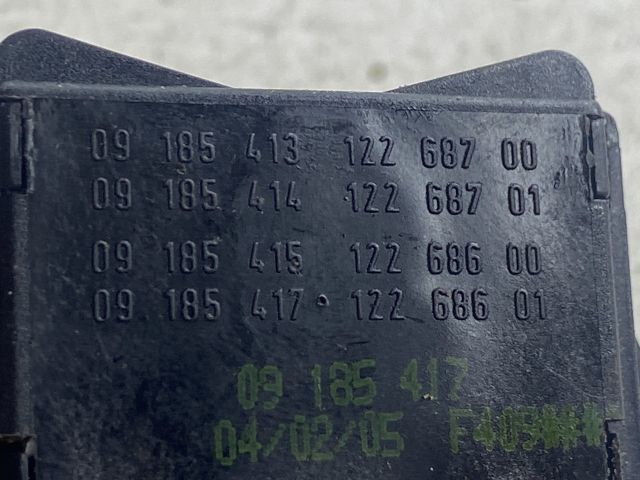 09 185 413 122 687 00
09 185 414 122 687 01
09 185 415 122 686 00
09 185 417 • 122 686 01
09 185 417
04/02/05 F409###